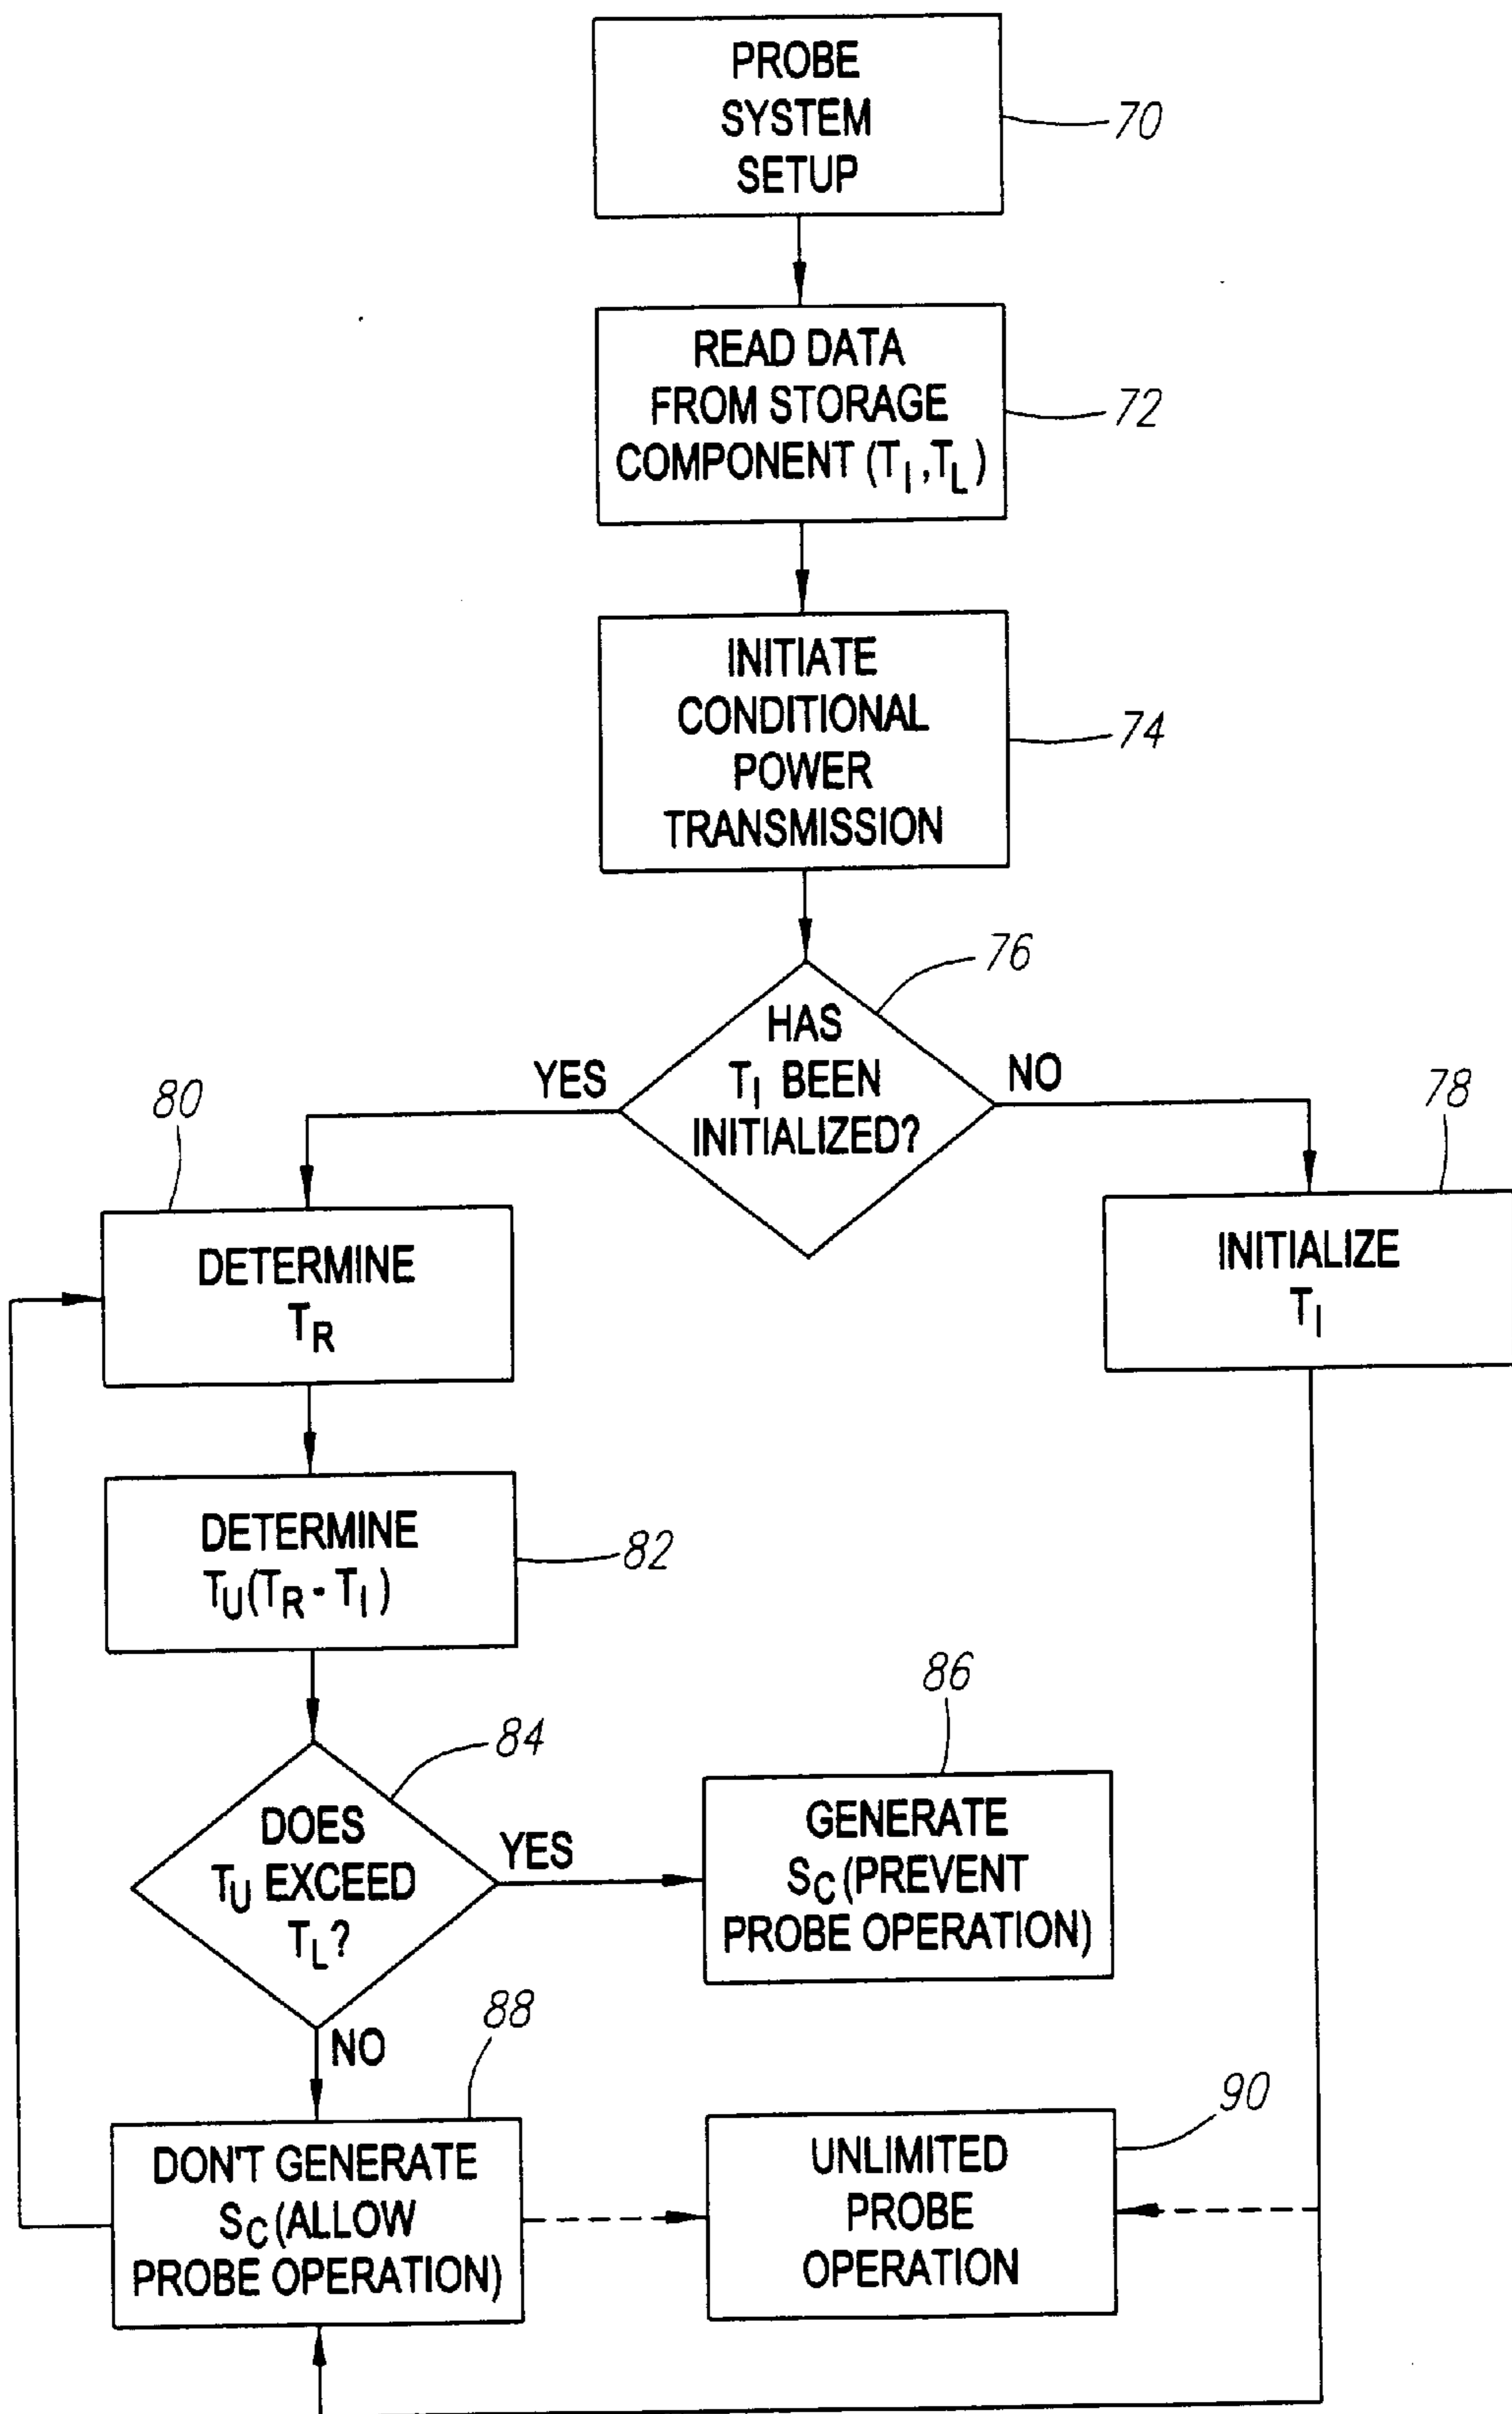 PROBE
SYSTEM
SETUP
70
READ DATA
FROM STORAGE
COMPONENT (TI, TL)
72
INITIATE
CONDITIONAL
POWER
TRANSMISSION
74
76
HAS
TI BEEN
INITIALIZED?
YES
NO
80
78
DETERMINE
TR
INITIALIZE
TI
DETERMINE
TU(TR - TI)
82
84
86
DOES
TU EXCEED
TL?
YES
GENERATE
SC(PREVENT
PROBE OPERATION)
NO
88
90
DON'T GENERATE
SC(ALLOW
PROBE OPERATION)
UNLIMITED
PROBE
OPERATION